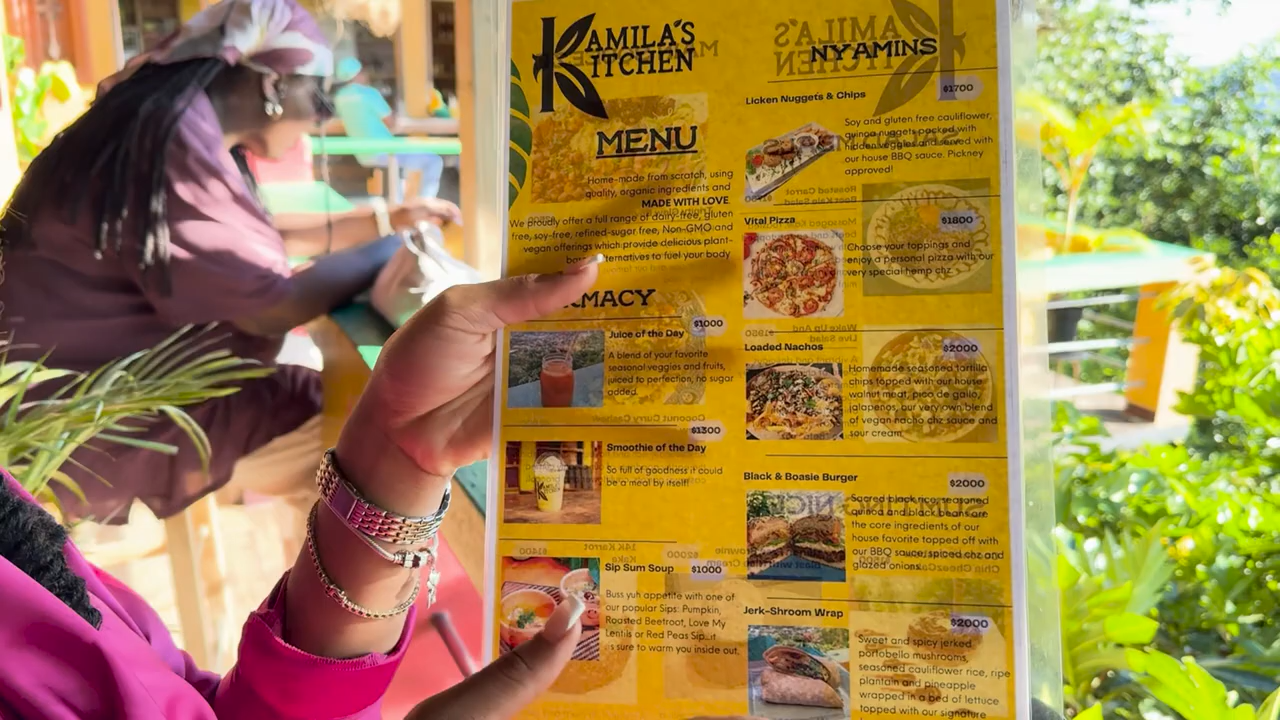 KAMILA'S
KITCHEN
MENU
Home-made from scratch, using
quality, organic ingredients and
MADE WITH LOVE
We proudly offer a full range of dairy-free, gluten
free, soy-free, refined-sugar free, Non-GMO and
vegan offerings which provide delicious plant-
to fuel your body
MACY
$1000
Juice of the Day
A blend of your favorite
seasonal veggies and fruits,
juiced to perfection, no sugar
added.
$1300
Smoothie of the Day
So full of goodness it could
be a meal by itself!
Sip Sum Soup $1000
Buss yuh appetite with one of
our popular Sips: Pumpkin,
Roasted Beetroot, Love My
Lentils or Red Peas Sip...it
is sure to warm you inside out.
NYAMINS
$1700
Licken Nuggets & Chips
Soy and gluten free cauliflower,
quinoa nuggets packed with
hidden veggies and served with
our house BBQ sauce. Pickney
approved!
Vital Pizza
$1800
Choose your toppings and
enjoy a personal pizza with our
very special hemp chz.
Loaded Nachos
$2000
Homemade seasoned tortilla
chips topped with our house
walnut meat, pico de gallo,
jalapenos, our very own blend
of vegan nacho chz sauce and
sour cream
Black & Boasie Burger
$2000
Sacred black rice, seasoned
quinoa and black beans are
the core ingredients of our
house favorite topped off with
our BBQ sauce, spiced chz and
glazed onions.
Jerk-Shroom Wrap
$2000
Sweet and spicy jerked
portobello mushrooms,
seasoned cauliflower rice, ripe
plantain and pineapple
wrapped in a bed of lettuce
topped with our signature